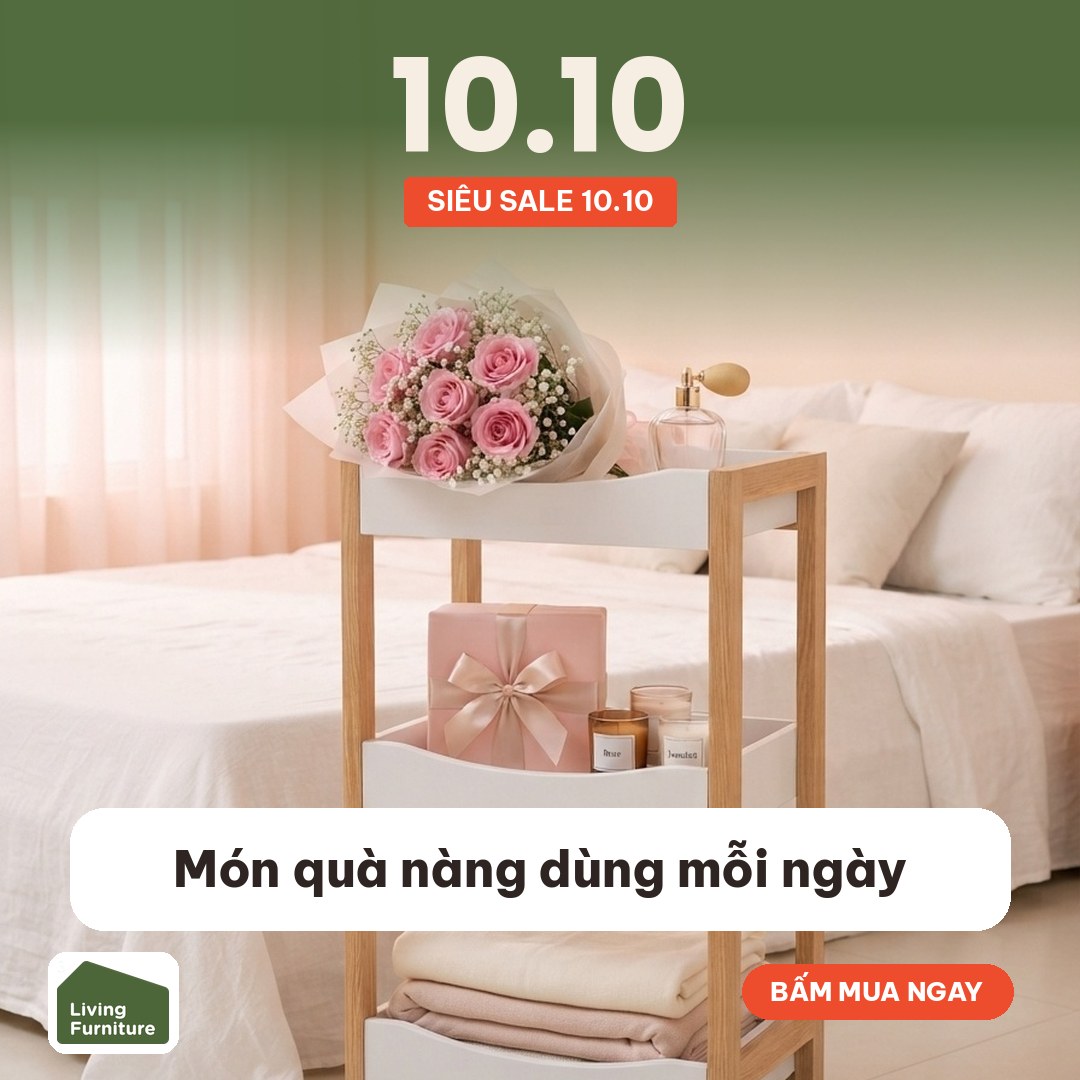 10.10
SIÊU SALE 10.10
Món quà nàng dùng mỗi ngày
Living
Furniture
BẤM MUA NGAY